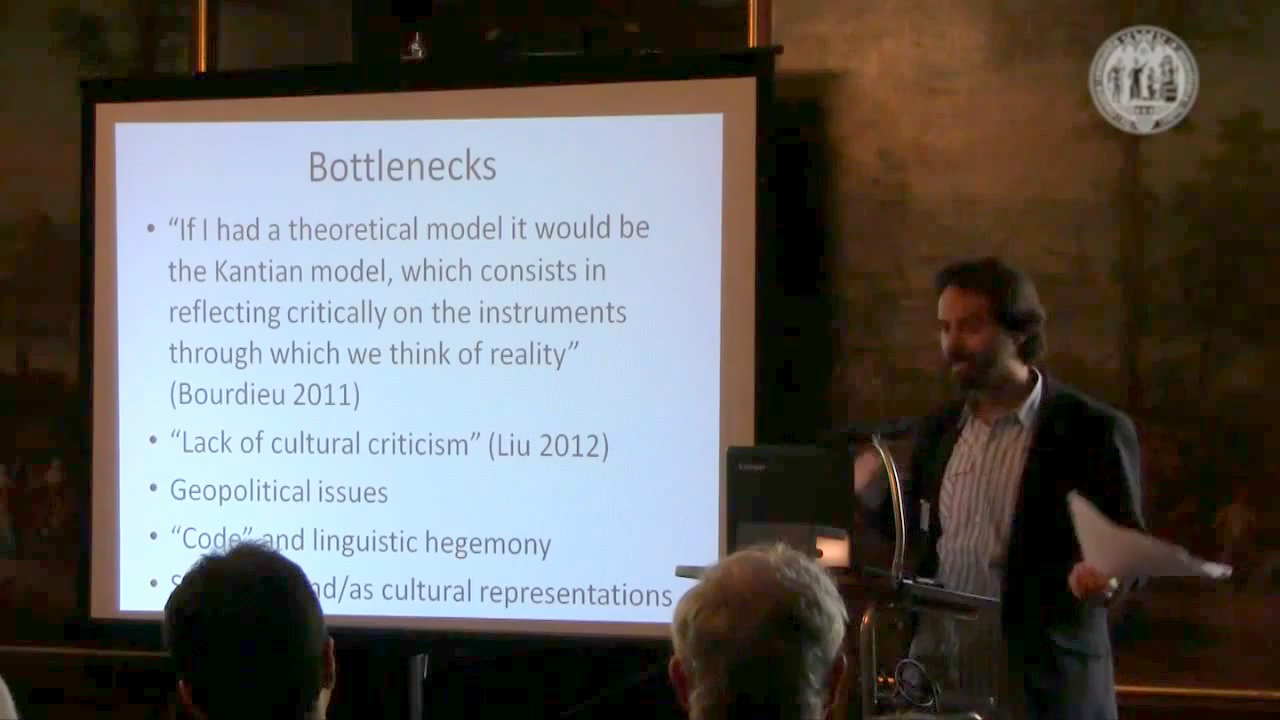 Bottlenecks
• “If I had a theoretical model it would be
the Kantian model, which consists in
reflecting critically on the instruments
through which we think of reality”
(Bourdieu 2011)
• “Lack of cultural criticism” (Liu 2012)
• Geopolitical issues
• “Code” and linguistic hegemony
• nd/as cultural representations